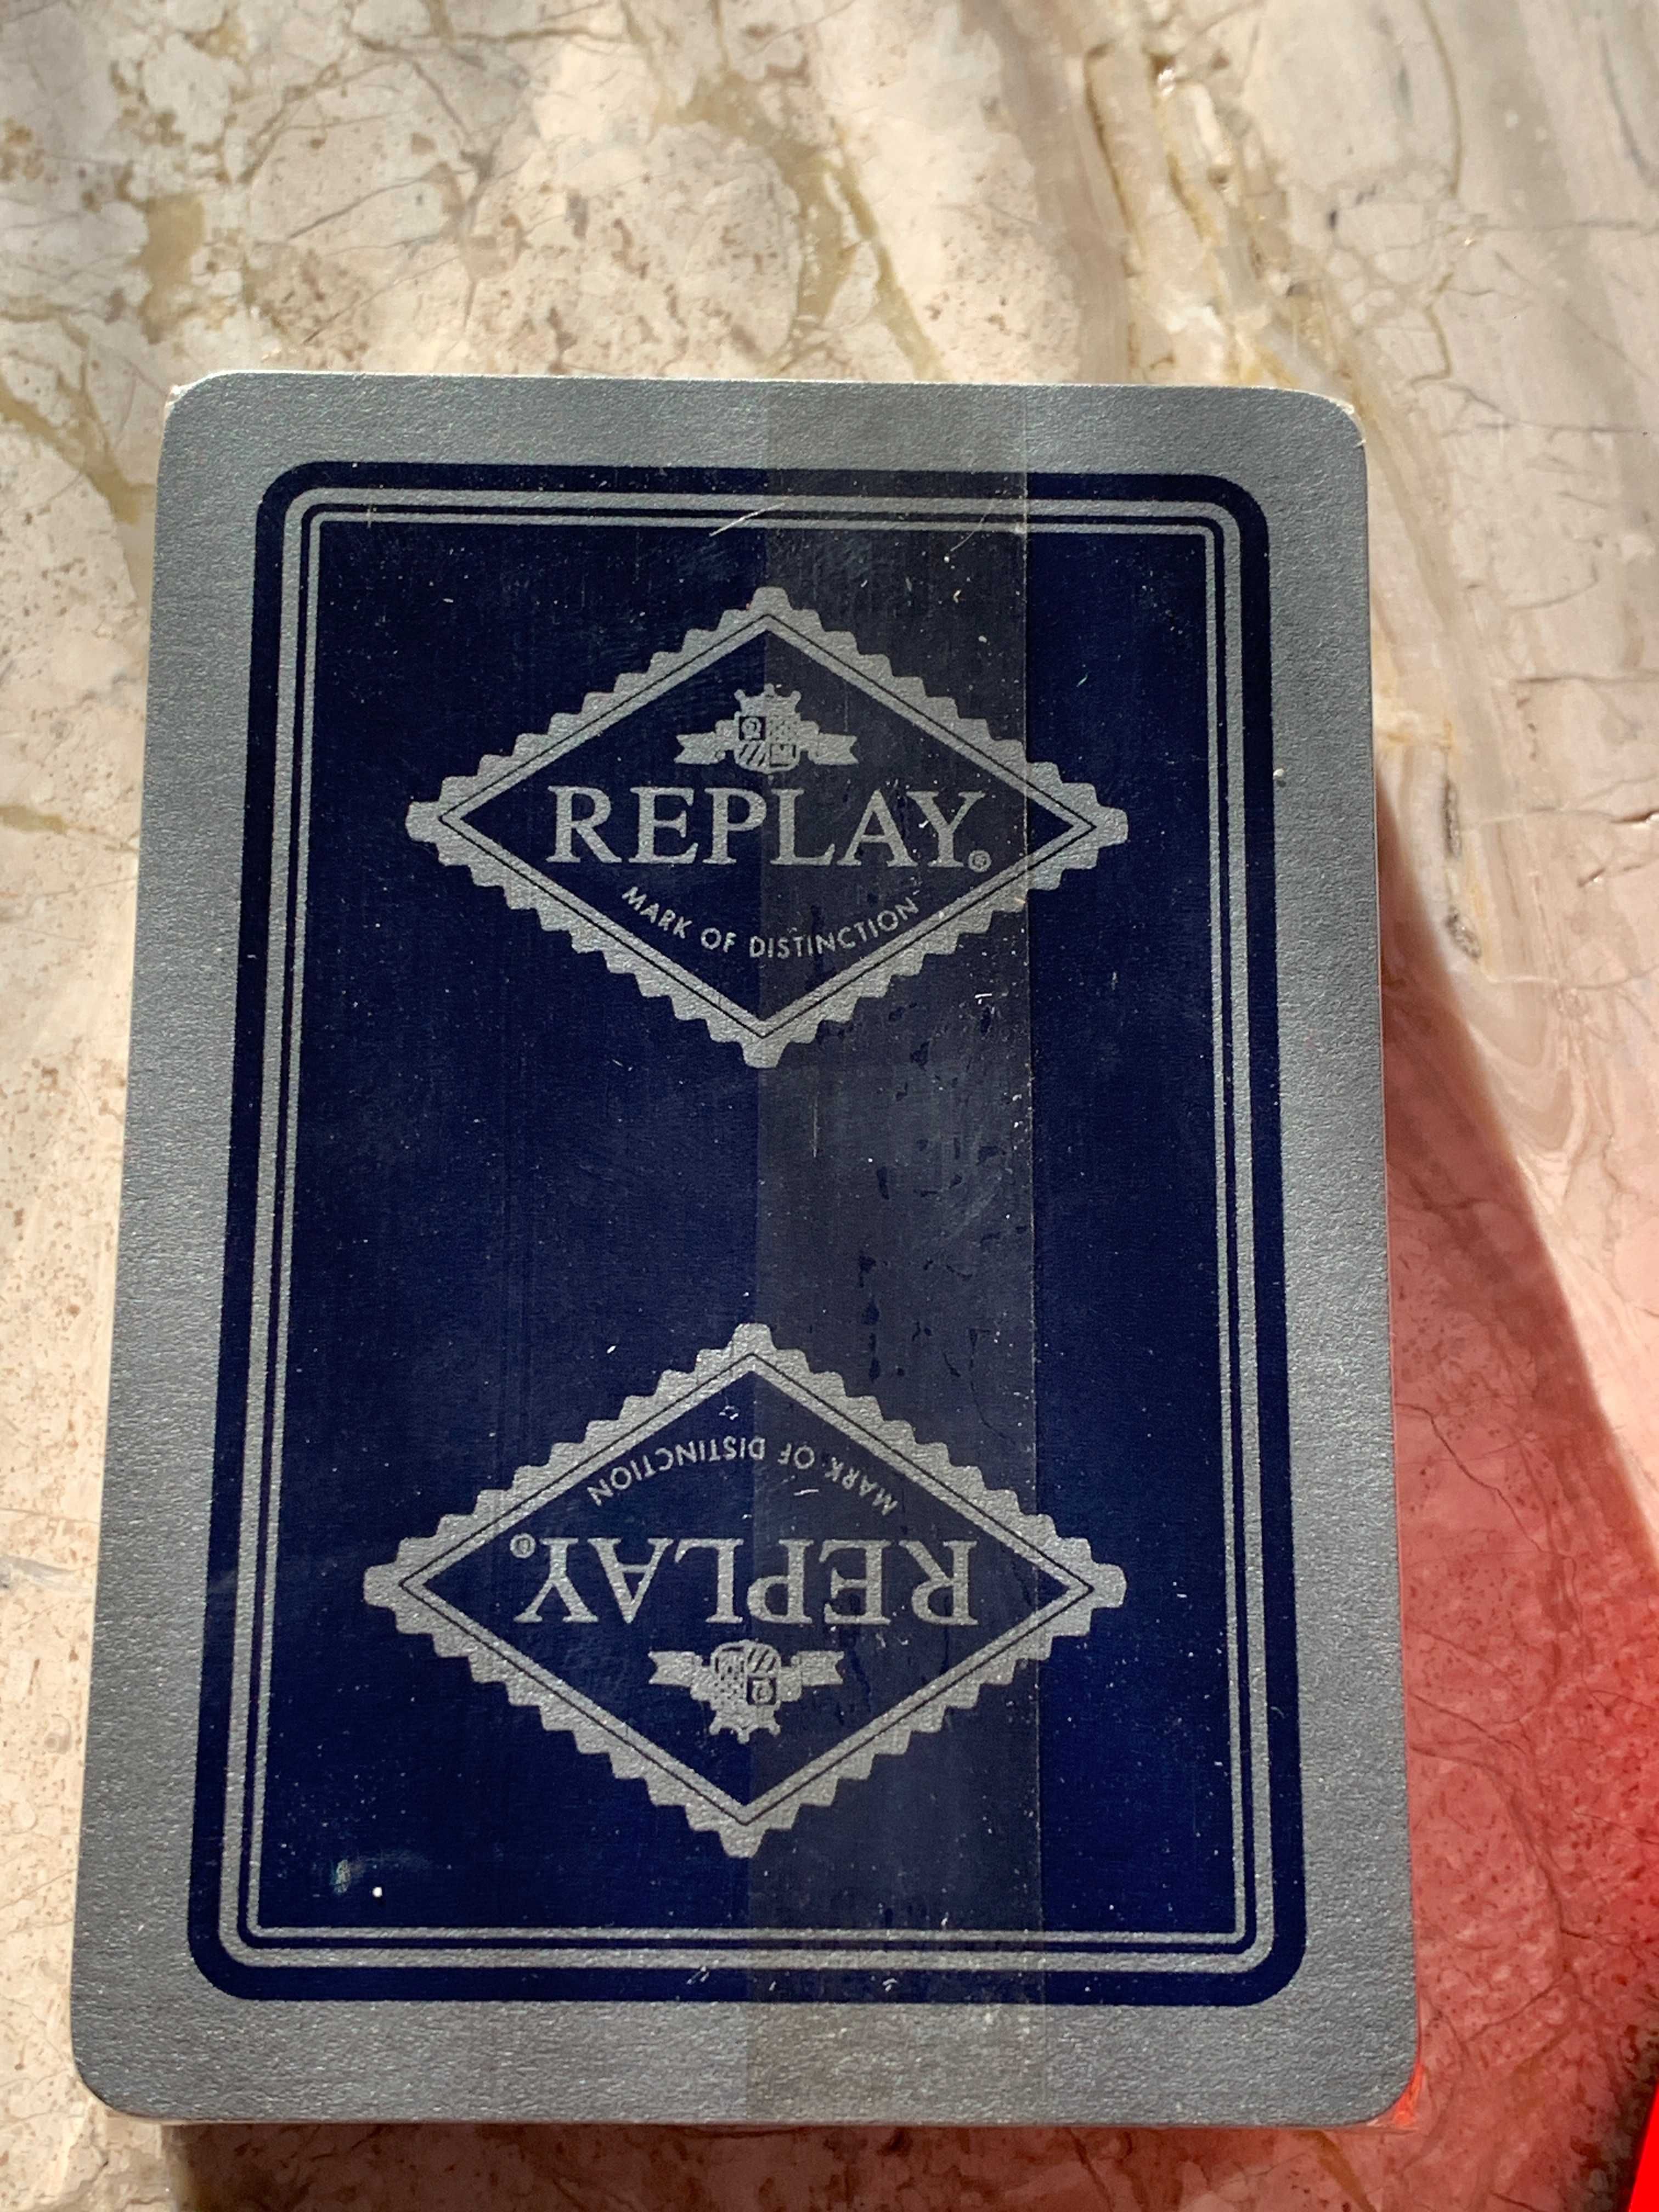 REPLAY®
MARK OF DISTINCTION
MARK OF DISTINCTION
REPLAY®